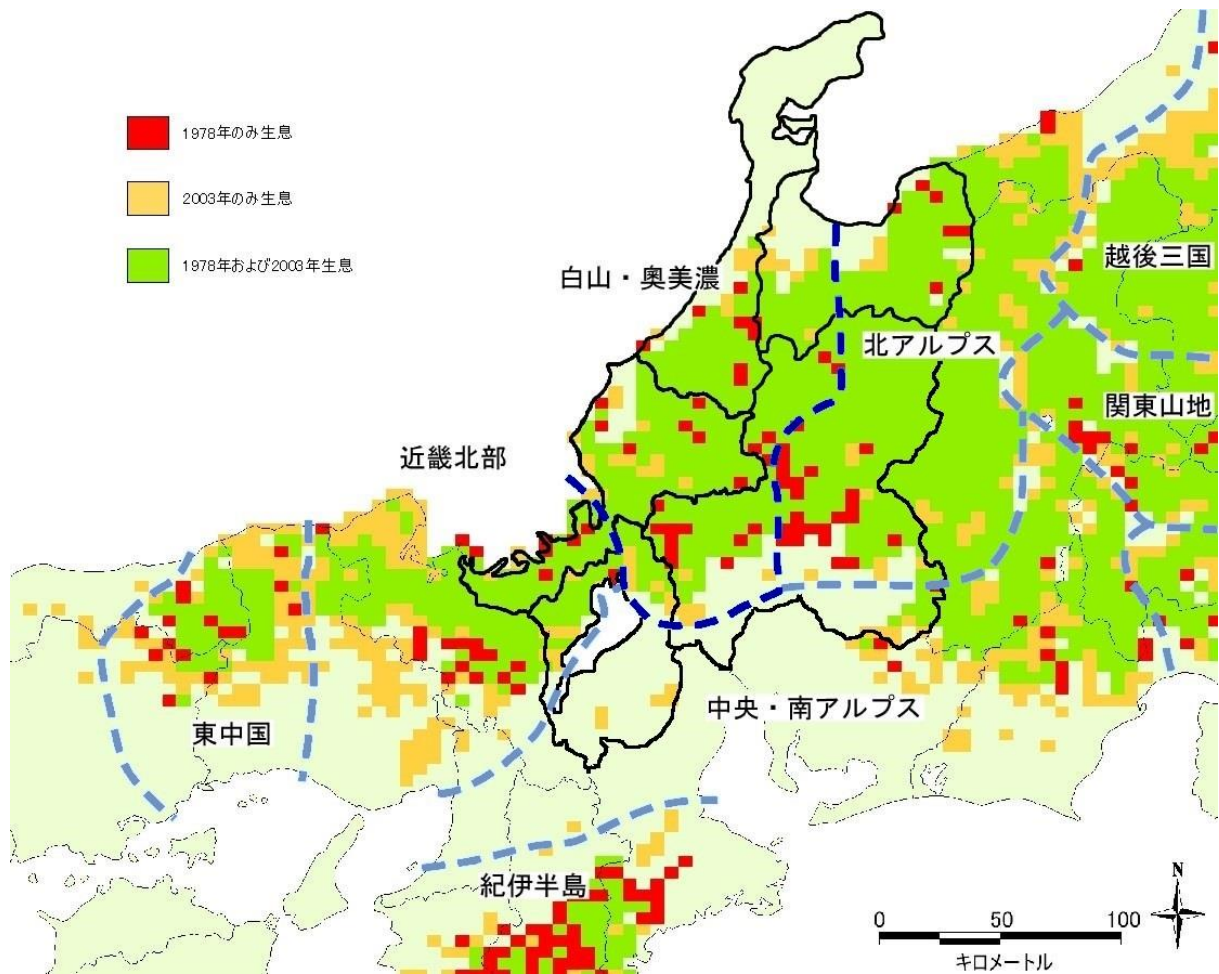 1978年のみ生息
2003年のみ生息
1978年および2003年生息
越後三国
白山・奥美濃
北アルプス
関東山地
近畿北部
東中国
中央・南アルプス
紀伊半島
N
0 50 100
キロメートル